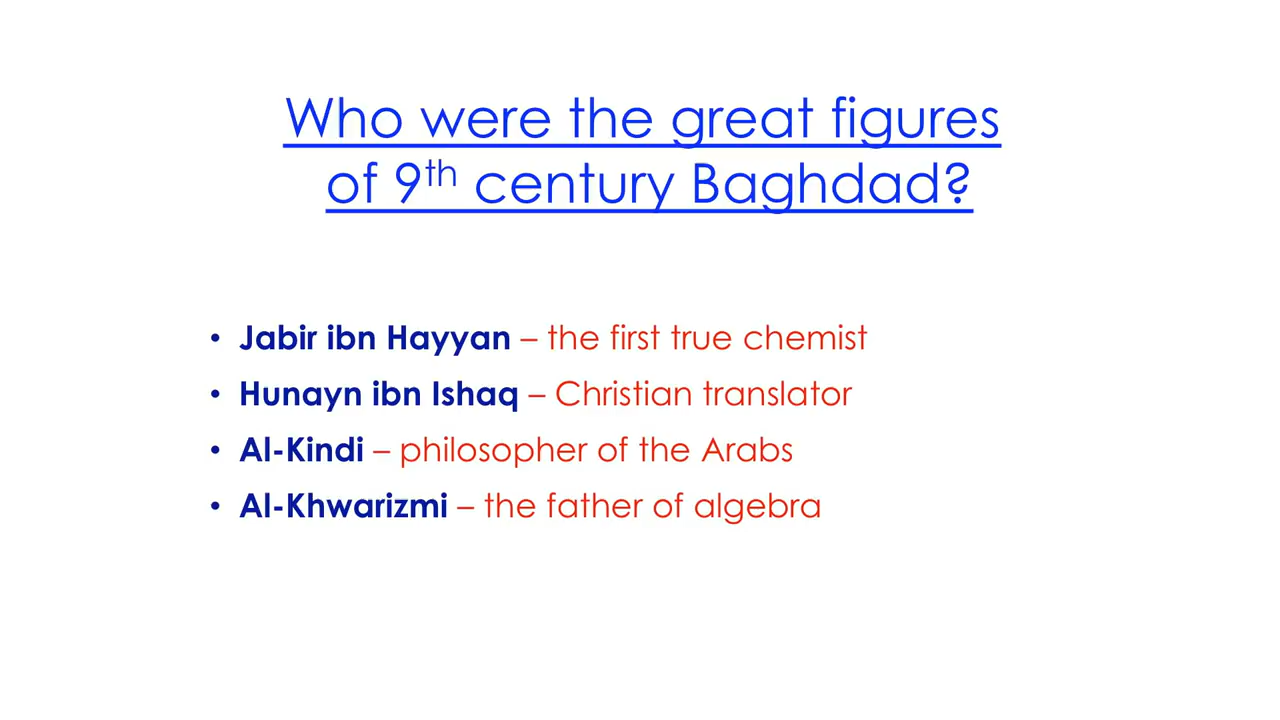 Who were the great figures
of 9th century Baghdad?
• Jabir ibn Hayyan – the first true chemist
• Hunayn ibn Ishaq – Christian translator
• Al-Kindi – philosopher of the Arabs
• Al-Khwarizmi – the father of algebra